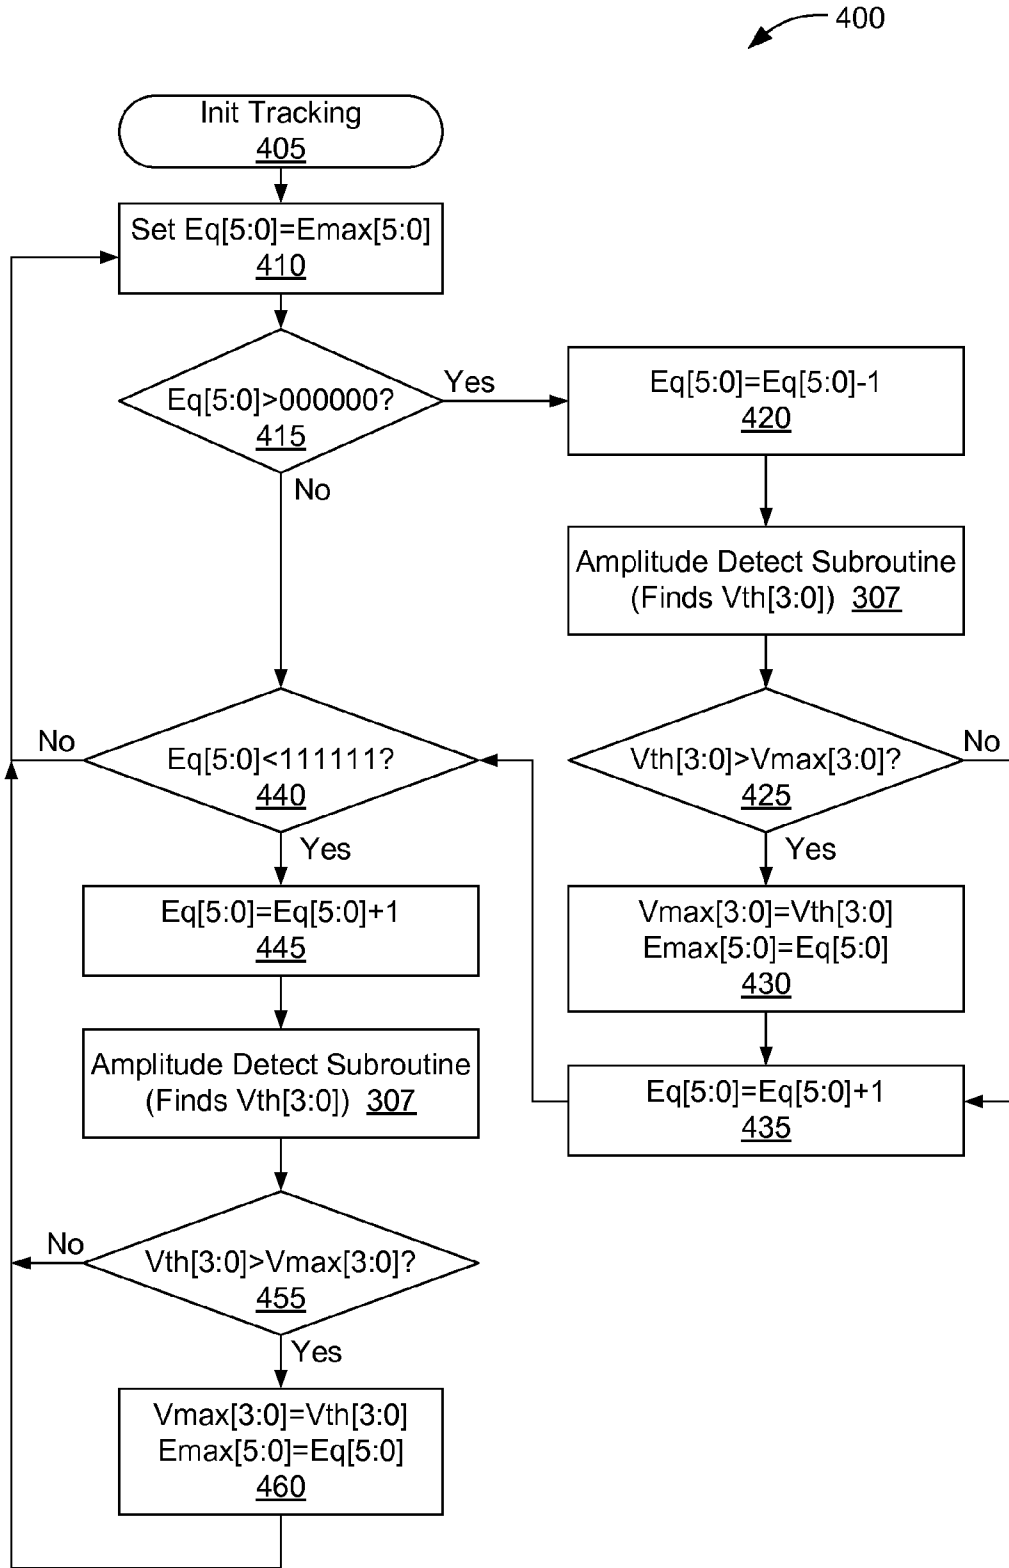 400
Init Tracking
405
Set Eq[5:0]=Emax[5:0]
410
Eq[5:0]>000000?
415
Yes
No
Eq[5:0]=Eq[5:0]-1
420
Amplitude Detect Subroutine
(Finds Vth[3:0]) 307
Vth[3:0]>Vmax[3:0]?
425
No
Yes
Vmax[3:0]=Vth[3:0]
Emax[5:0]=Eq[5:0]
430
Eq[5:0]=Eq[5:0]+1
435
Eq[5:0]<111111?
440
No
Yes
Eq[5:0]=Eq[5:0]+1
445
Amplitude Detect Subroutine
(Finds Vth[3:0]) 307
Vth[3:0]>Vmax[3:0]?
455
No
Yes
Vmax[3:0]=Vth[3:0]
Emax[5:0]=Eq[5:0]
460